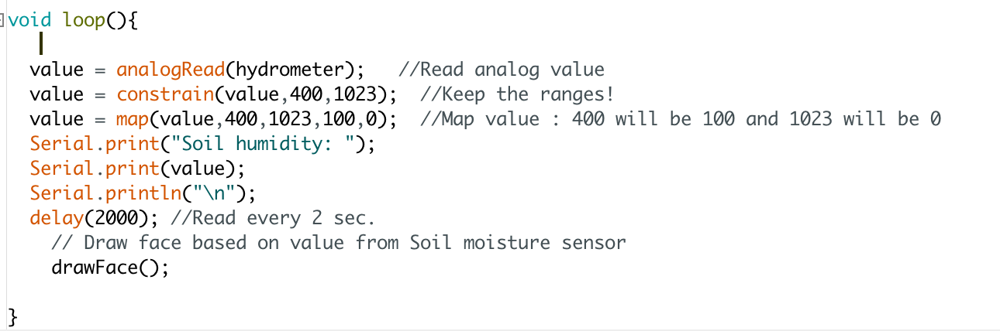 void loop(){
value = analogRead(hydrometer);   //Read analog value
value = constrain(value,400,1023);  //Keep the ranges!
value = map(value,400,1023,100,0);  //Map value : 400 will be 100 and 1023 will be 0
Serial.print("Soil humidity: ");
Serial.print(value);
Serial.println("\n");
delay(2000); //Read every 2 sec.
// Draw face based on value from Soil moisture sensor
drawFace();
}